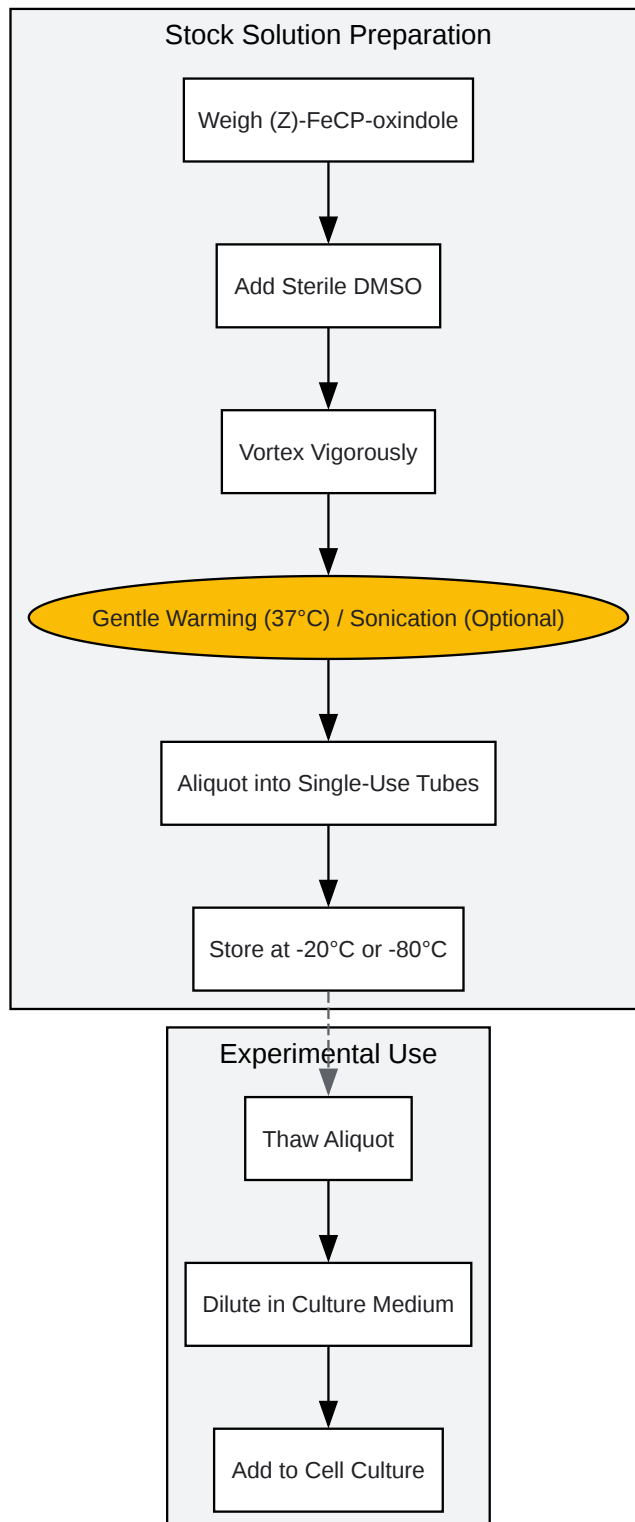 Stock Solution Preparation
Weigh (Z)-FeCP-oxindole
Add Sterile DMSO
Vortex Vigorously
Gentle Warming (37°C) / Sonication (Optional)
Aliquot into Single-Use Tubes
Store at -20°C or -80°C
Experimental Use
Thaw Aliquot
Dilute in Culture Medium
Add to Cell Culture